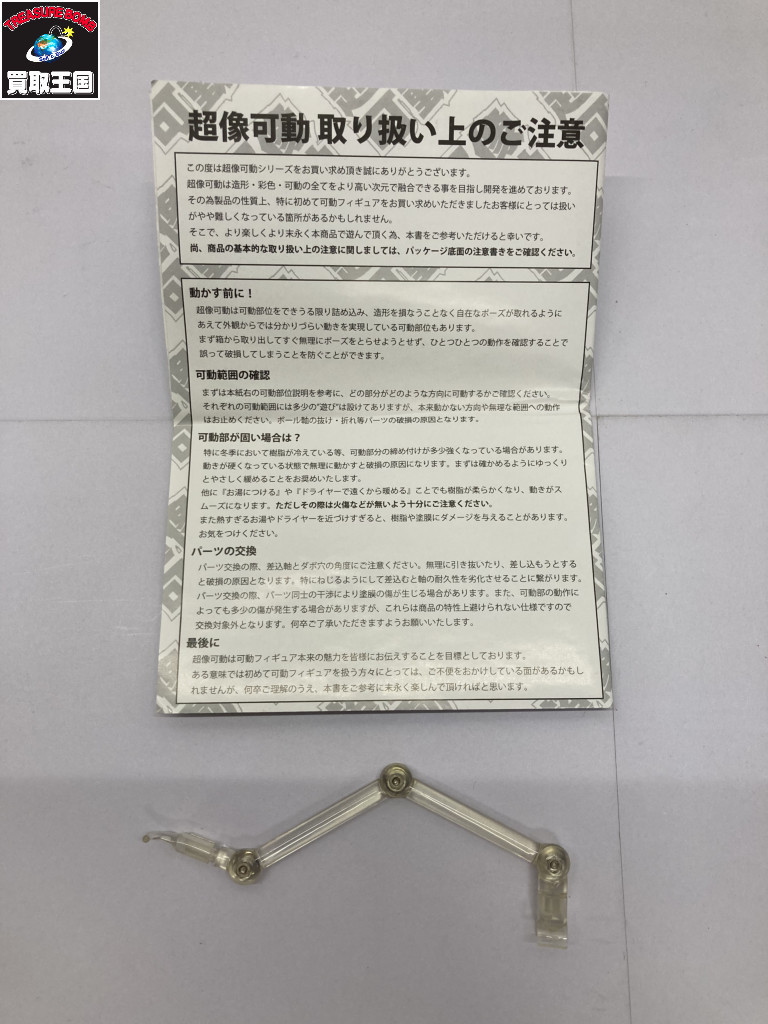 TREASURE BOMB
買取王国
超像可動 取り扱い上のご注意
この度は超像可動シリーズをお買い求め頂き誠にありがとうございます。
超像可動は造形・彩色・可動の全てをより高い次元で融合できる事を目指し開発を進めております。
その為製品の性質上、特に初めて可動フィギュアをお買い求めいただきましたお客様にとっては扱い
がやや難しくなっている箇所があるかもしれません。
そこで、より楽しくより末永く本商品で遊んで頂く為、本書をご参考いただけると幸いです。
尚、商品の基本的な取り扱い上の注意に関しましては、パッケージ底面の注意書きをご確認ください。
動かす前に！
超像可動は可動部位をできうる限り詰め込み、造形を損なうことなく自在なポーズが取れるように
あえて外観からでは分かりづらい動きを実現している可動部位もあります。
まず箱から取り出してすぐ無理にポーズをとらせようとせず、ひとつひとつの動作を確認することで
誤って破損してしまうことを防ぐことができます。
可動範囲の確認
まずは本紙右の可動部位説明を参考に、どの部分がどのような方向に可動するかご確認ください。
それぞれの可動範囲には多少の"遊び"は設けてありますが、本来動かない方向や無理な範囲への動作
はお止めください。ボール軸の抜け・折れ等パーツの破損の原因となります。
可動部が固い場合は？
特に冬季において樹脂が冷えている等、可動部分の締め付けが多少強くなっている場合があります。
動きが硬くなっている状態で無理に動かすと破損の原因になります。まずは確かめるようにゆっくり
とやさしく緩めることをお奨めいたします。
他に『お湯につける』や『ドライヤーで遠くから暖める』ことでも樹脂が柔らかくなり、動きがス
ムーズになります。ただしその際は火傷などが無いよう十分にご注意ください。
また熱すぎるお湯やドライヤーを近づけすぎると、樹脂や塗膜にダメージを与えることがあります。
お気をつけください。
パーツの交換
パーツ交換の際、差込軸とダボ穴の角度にご注意ください。無理に引き抜いたり、差し込もうとする
と破損の原因となります。特にねじるようにして差込むと軸の耐久性を劣化させることに繋がります。
パーツ交換の際、パーツ同士の干渉により塗膜の傷が生じる場合があります。また、可動部の動作に
よっても多少の傷が発生する場合がありますが、これらは商品の特性上避けられない仕様ですので
交換対象外となります。何卒ご了承いただきますようお願いいたします。
最後に
超像可動は可動フィギュア本来の魅力を皆様にお伝えすることを目標としております。
ある意味では初めて可動フィギュアを扱う方々にとっては、ご不便をおかけしている面があるかもし
れませんが、何卒ご理解のうえ、本書をご参考に末永く楽しんで頂ければと思います。